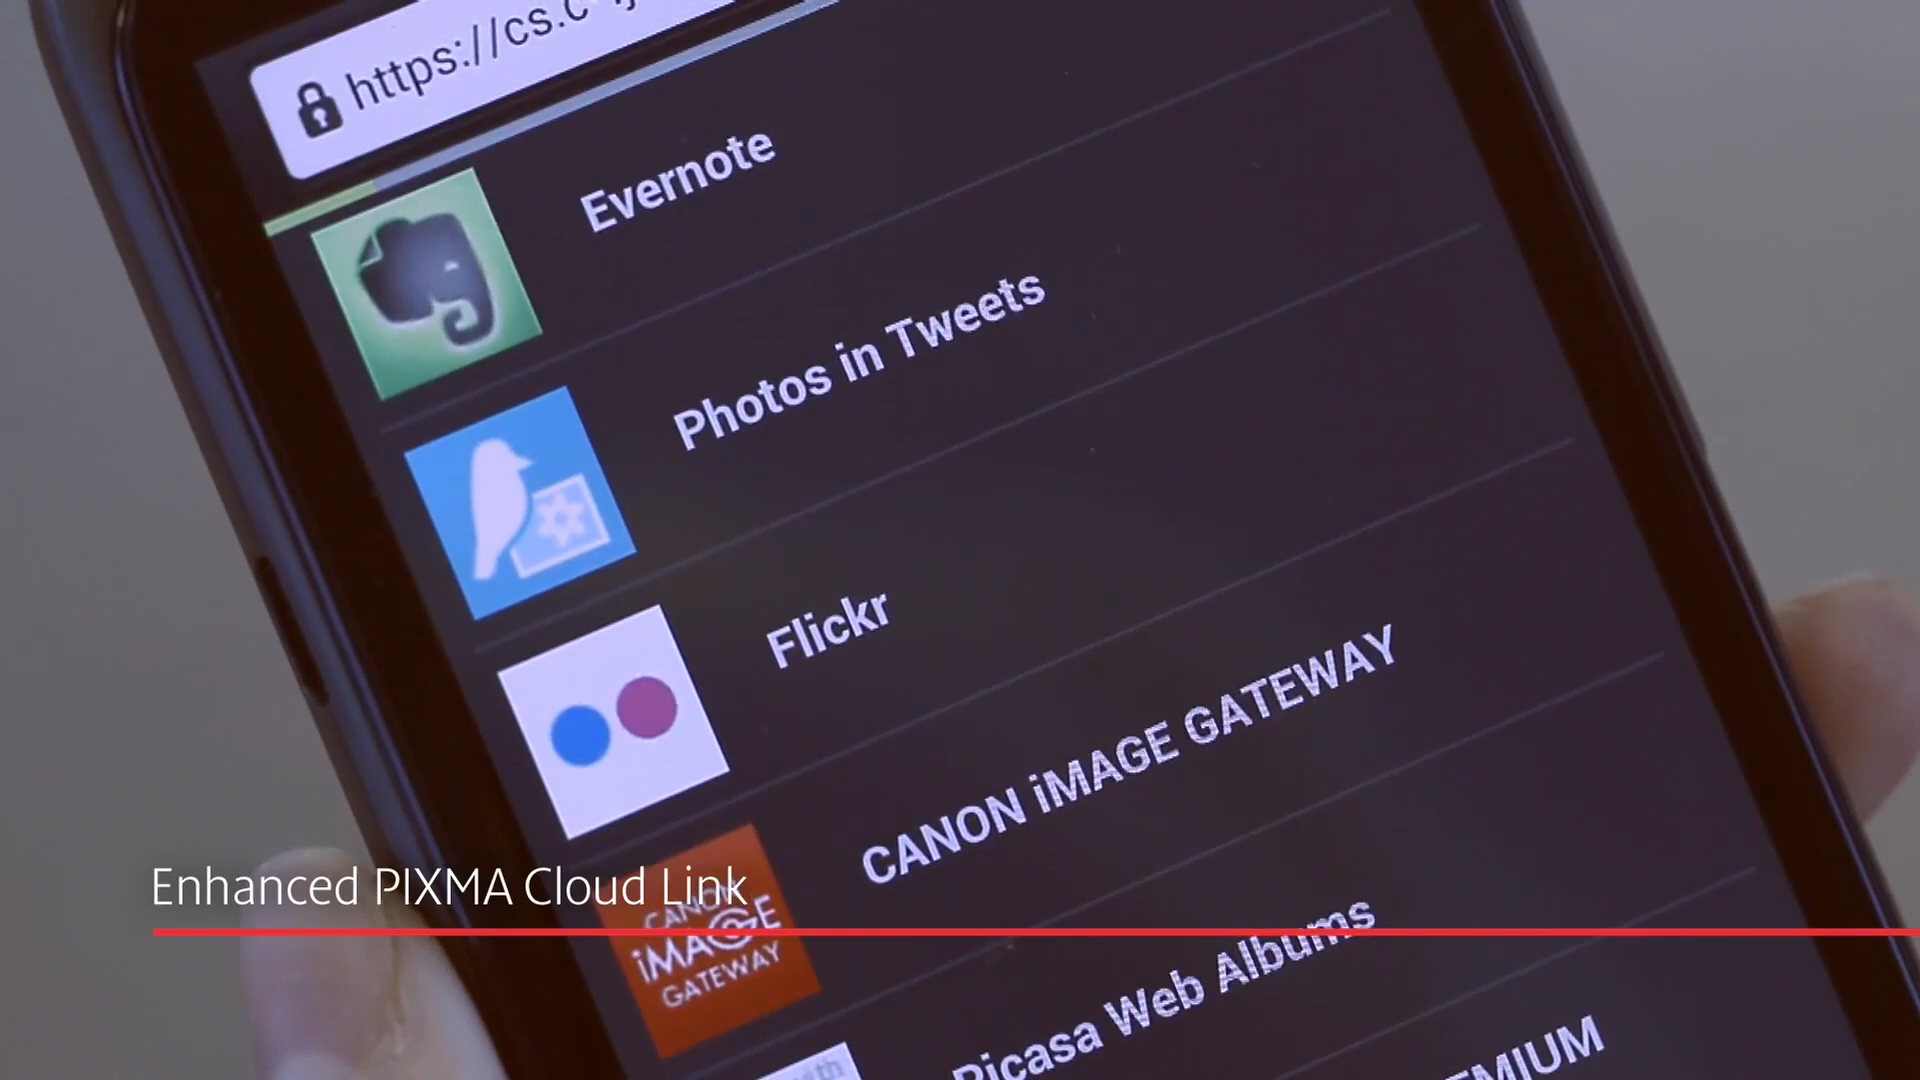 https://cs.c
Evernote
Photos in Tweets
Flickr
CANON iMAGE GATEWAY
Enhanced PIXMA Cloud Link
CANON
iMAGE
GATEWAY
Picasa Web Albums